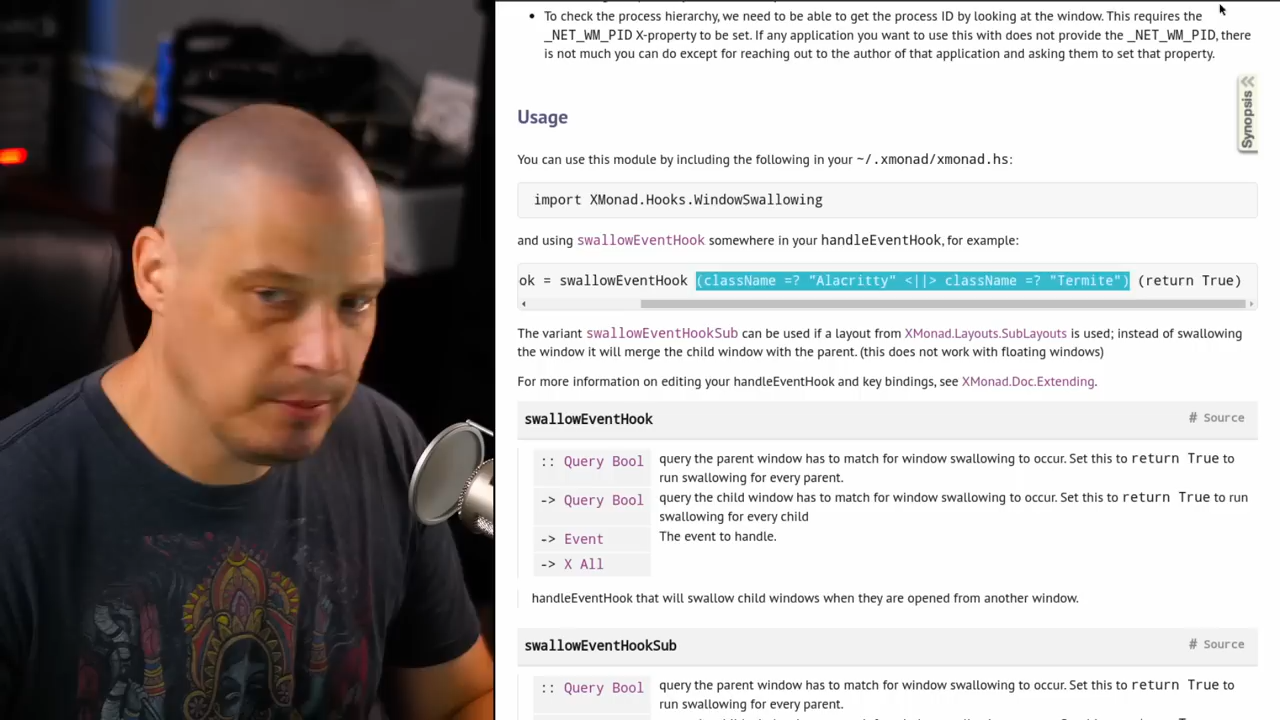 • To check the process hierarchy, we need to be able to get the process ID by looking at the window. This requires the
_NET_WM_PID X-property to be set. If any application you want to use this with does not provide the _NET_WM_PID, there
is not much you can do except for reaching out to the author of that application and asking them to set that property.
Synopsis
Usage
You can use this module by including the following in your ~/.xmonad/xmonad.hs:
import XMonad.Hooks.WindowSwallowing
and using swallowEventHook somewhere in your handleEventHook, for example:
ok = swallowEventHook (className =? "Alacritty" <||> className =? "Termite") (return True)
The variant swallowEventHookSub can be used if a layout from XMonad.Layouts.SubLayouts is used; instead of swallowing
the window it will merge the child window with the parent. (this does not work with floating windows)
For more information on editing your handleEventHook and key bindings, see XMonad.Doc.Extending.
swallowEventHook # Source
:: Query Bool query the parent window has to match for window swallowing to occur. Set this to return True to
run swallowing for every parent.
-> Query Bool query the child window has to match for window swallowing to occur. Set this to return True to run
swallowing for every child
-> Event The event to handle.
-> X All
handleEventHook that will swallow child windows when they are opened from another window.
swallowEventHookSub # Source
:: Query Bool query the parent window has to match for window swallowing to occur. Set this to return True to
run swallowing for every parent.